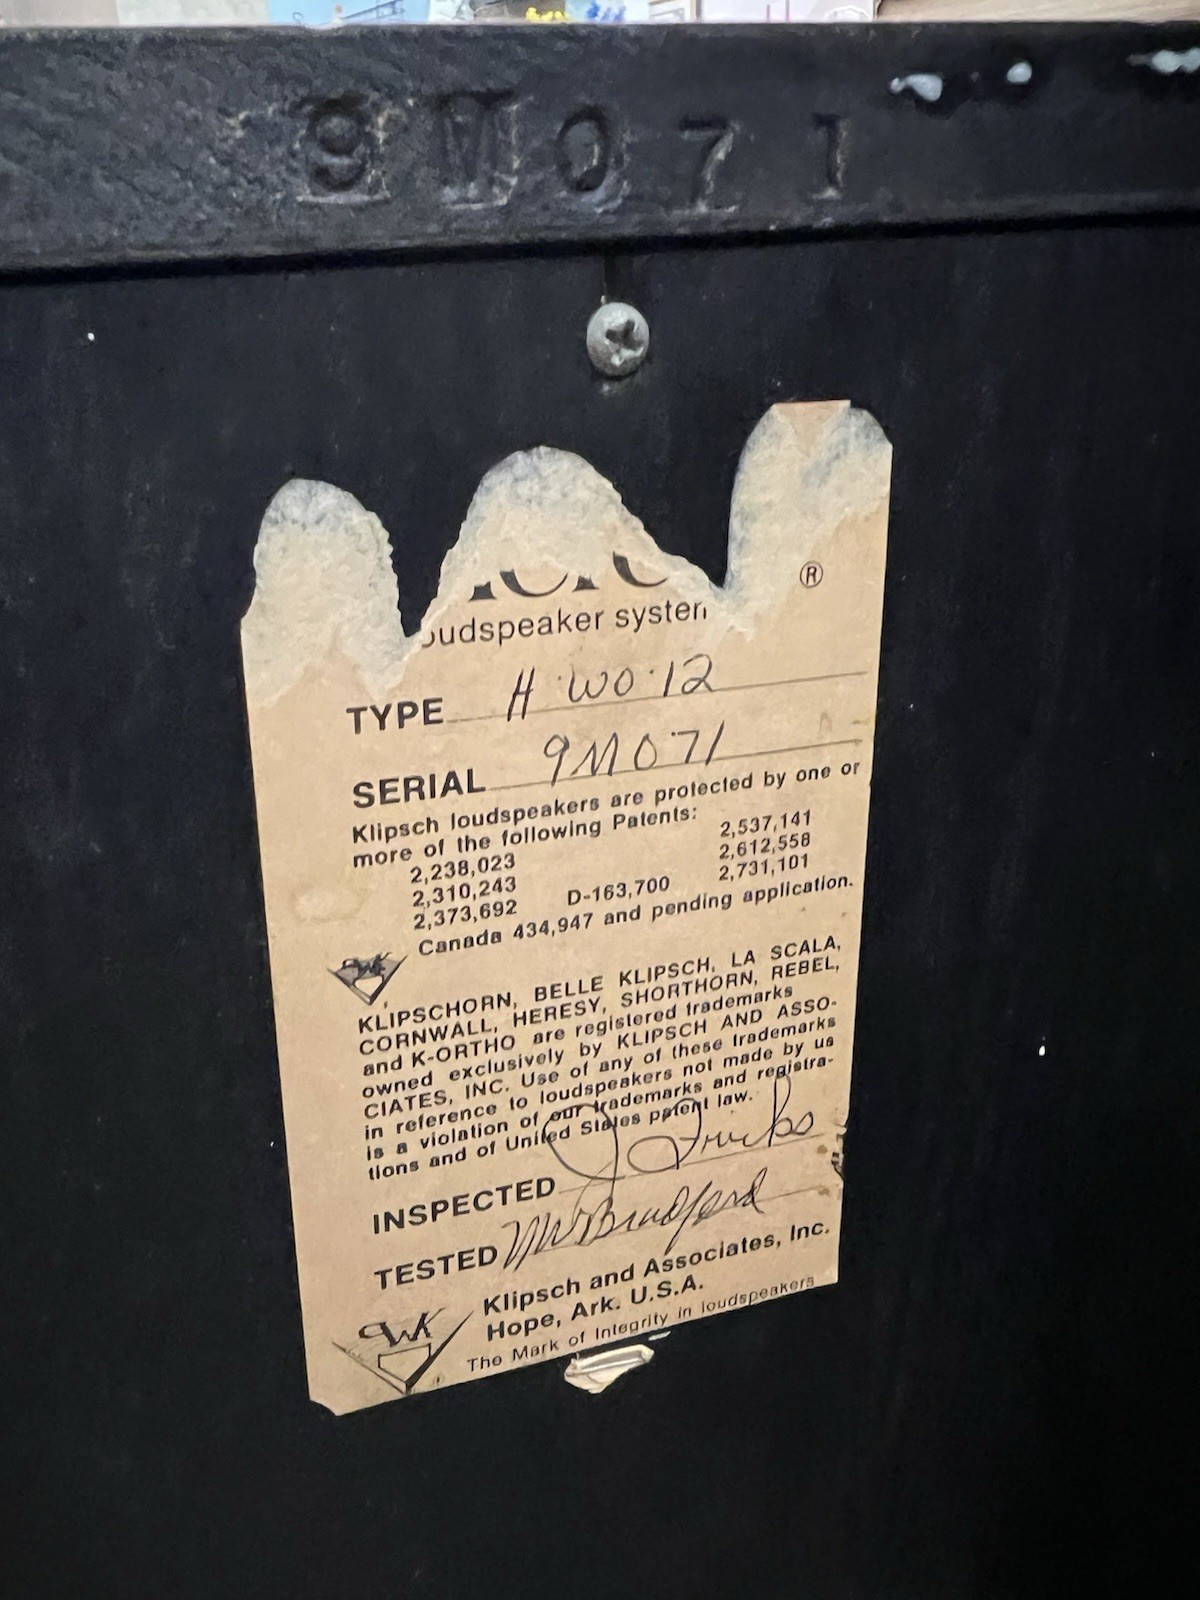 9M071
®
oudspeaker system
TYPE H WO 12
SERIAL 9M071
Klipsch loudspeakers are protected by one or
more of the following Patents:
2,238,023 2,537,141
2,310,243 D-163,700 2,612,558
2,373,692 2,731,101
Canada 434,947 and pending application.
PWK
KLIPSCHORN, BELLE KLIPSCH, LA SCALA,
CORNWALL, HERESY, SHORTHORN, REBEL,
and K-ORTHO are registered trademarks
owned exclusively by KLIPSCH AND ASSO-
CIATES, INC. Use of any of these trademarks
in reference to loudspeakers not made by us
is a violation of our trademarks and registra-
tions and of United States patent law.
INSPECTED
TESTED Bradford
Klipsch and Associates, Inc.
Hope, Ark. U.S.A.
PWK
The Mark of Integrity in loudspeakers